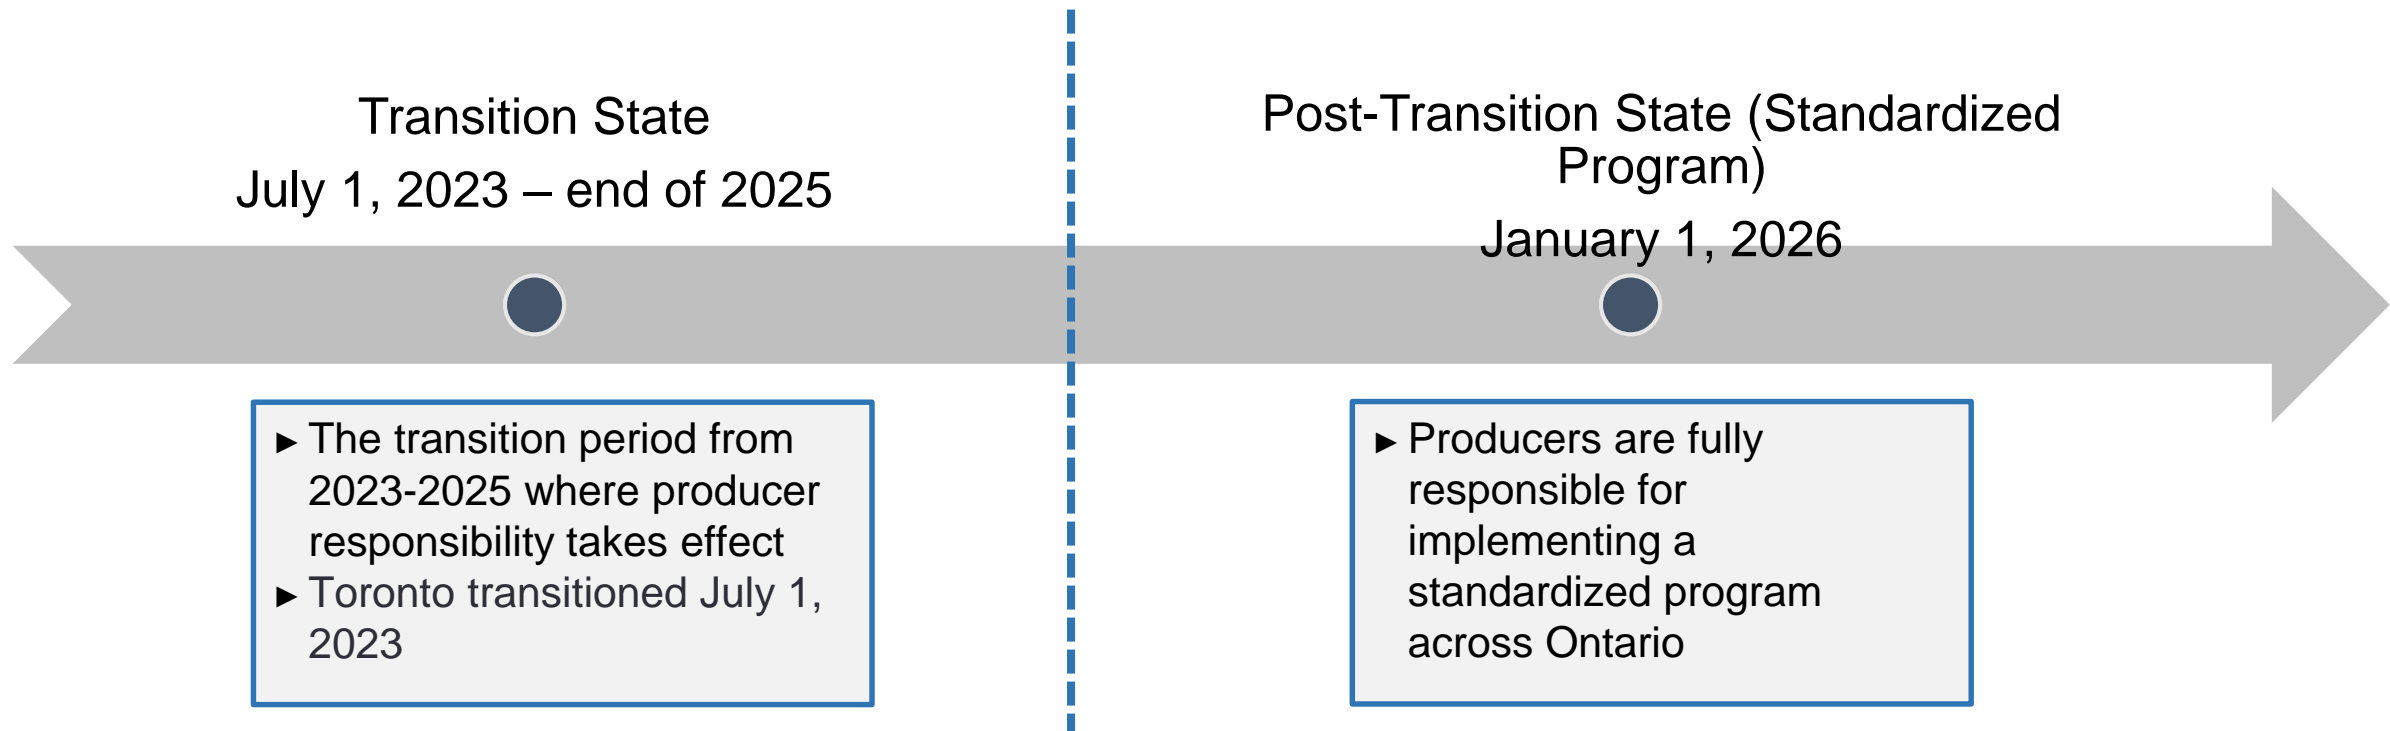 Transition State
July 1, 2023 – end of 2025
Post-Transition State (Standardized
Program)
January 1, 2026
► The transition period from
2023-2025 where producer
responsibility takes effect
► Toronto transitioned July 1,
2023
► Producers are fully
responsible for
implementing a
standardized program
across Ontario